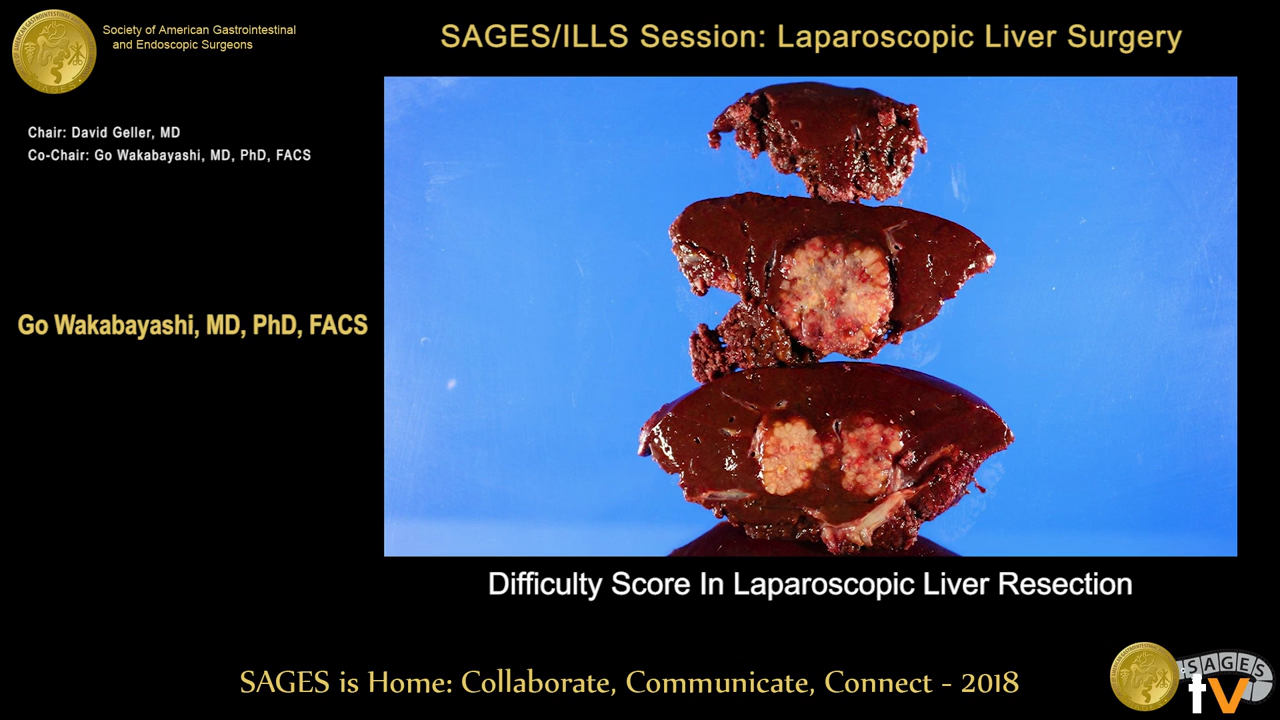 Society of American Gastrointestinal
and Endoscopic Surgeons
SAGES/ILLS Session: Laparoscopic Liver Surgery
Chair: David Geller, MD
Co-Chair: Go Wakabayashi, MD, PhD, FACS
Go Wakabayashi, MD, PhD, FACS
Difficulty Score In Laparoscopic Liver Resection
SAGES is Home: Collaborate, Communicate, Connect - 2018
SAGES
tv